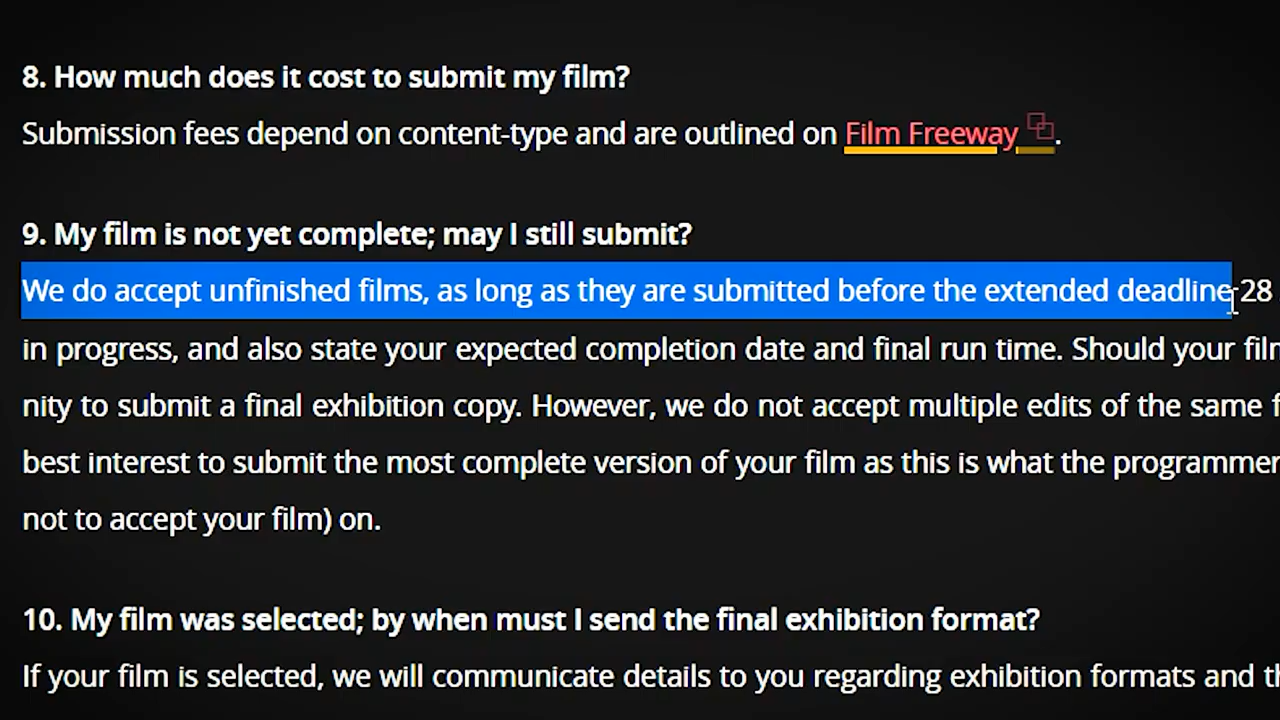 8. How much does it cost to submit my film?
Submission fees depend on content-type and are outlined on Film Freeway.
9. My film is not yet complete; may I still submit?
We do accept unfinished films, as long as they are submitted before the extended deadline 28
in progress, and also state your expected completion date and final run time. Should your film
nity to submit a final exhibition copy. However, we do not accept multiple edits of the same
best interest to submit the most complete version of your film as this is what the programmer
not to accept your film) on.
10. My film was selected; by when must I send the final exhibition format?
If your film is selected, we will communicate details to you regarding exhibition formats and